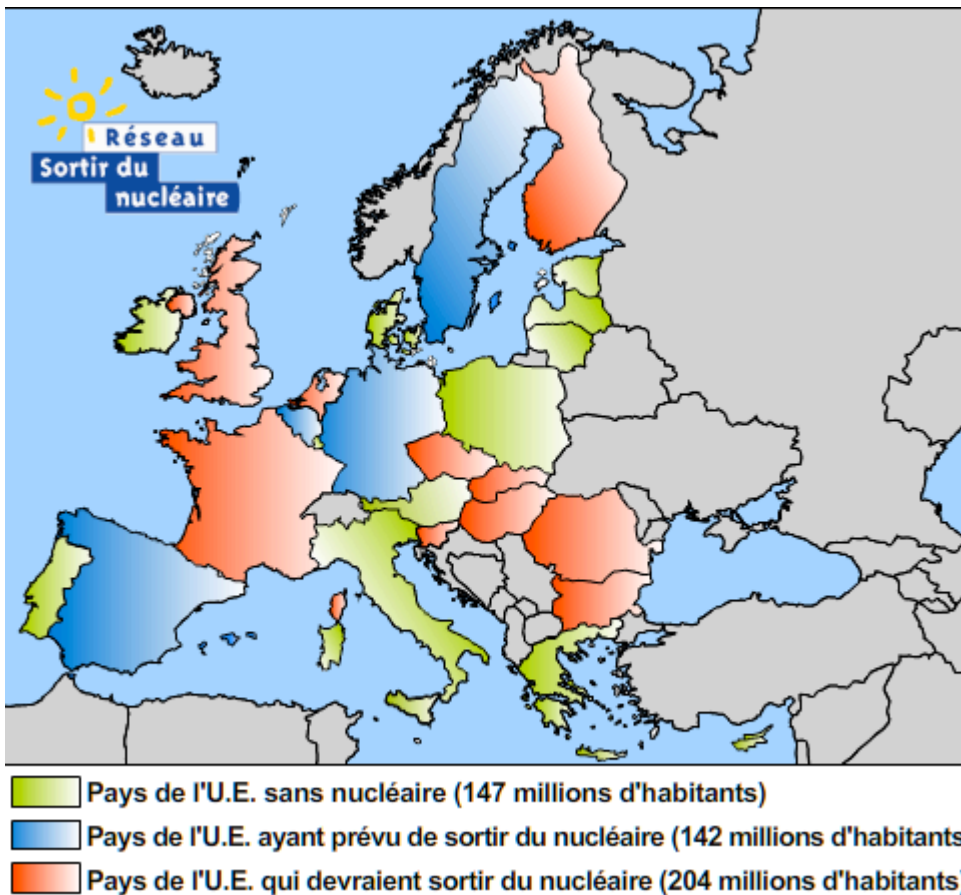 Réseau
Sortir du
nucléaire
Pays de l'U.E. sans nucléaire (147 millions d'habitants)
Pays de l'U.E. ayant prévu de sortir du nucléaire (142 millions d'habitants
Pays de l'U.E. qui devraient sortir du nucléaire (204 millions d'habitants)